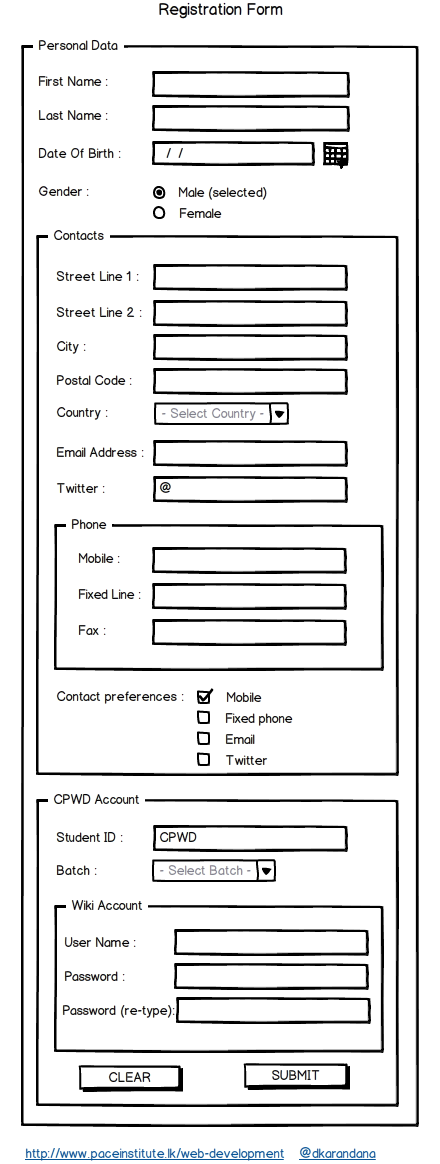 Registration Form
Personal Data
First Name :
Last Name :
Date Of Birth : / /
Gender : Male (selected)
Female
Contacts
Street Line 1 :
Street Line 2 :
City :
Postal Code :
Country : - Select Country -
Email Address :
Twitter : @
Phone
Mobile :
Fixed Line :
Fax :
Contact preferences : Mobile
Fixed phone
Email
Twitter
CPWD Account
Student ID : CPWD
Batch : - Select Batch -
Wiki Account
User Name :
Password :
Password (re-type):
CLEAR SUBMIT
http://www.paceinstitute.lk/web-development @dkarandana